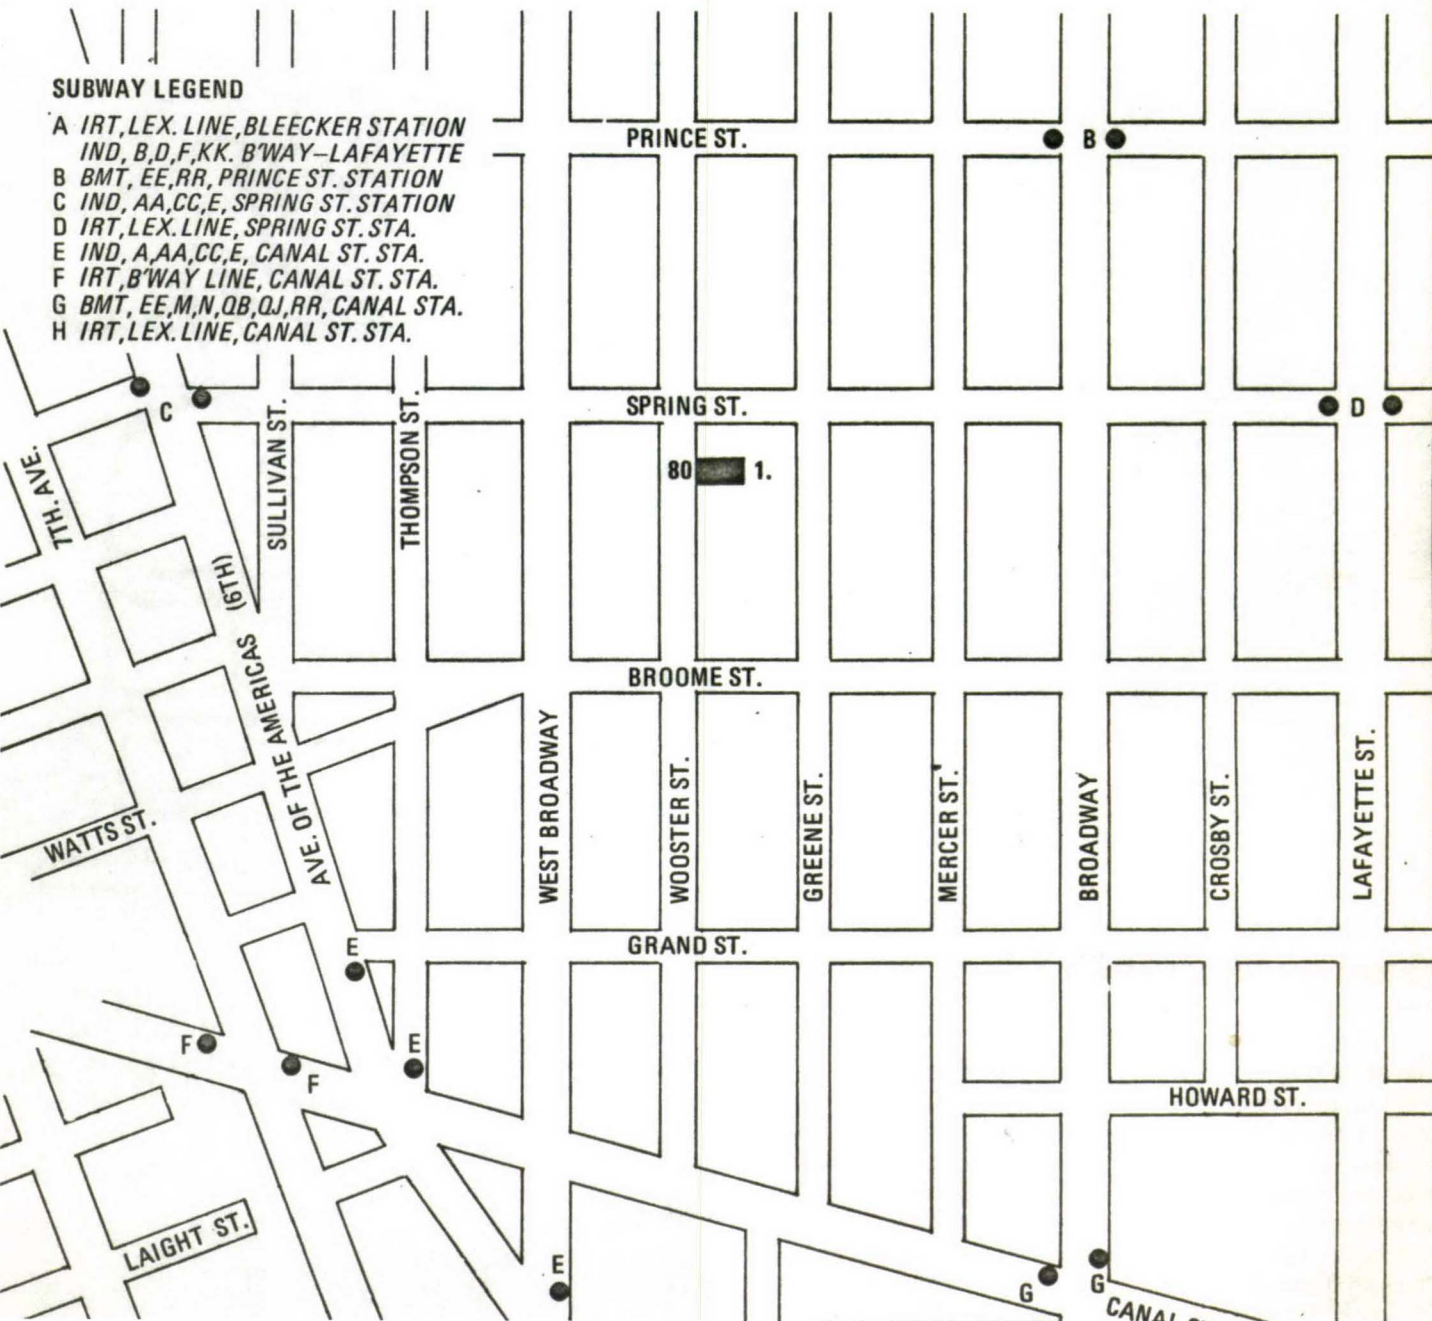 SUBWAY LEGEND
A IRT, LEX. LINE, BLEECKER STATION
IND, B,D,F,KK. B'WAY–LAFAYETTE
B BMT, EE,RR, PRINCE ST. STATION
C IND, AA,CC,E, SPRING ST. STATION
D IRT, LEX. LINE, SPRING ST. STA.
E IND, A,AA,CC,E, CANAL ST. STA.
F IRT, B'WAY LINE, CANAL ST. STA.
G BMT, EE,M,N,QB,QJ,RR, CANAL STA.
H IRT, LEX. LINE, CANAL ST. STA.
PRINCE ST.
B
C
SPRING ST.
D
7TH. AVE.
SULLIVAN ST.
THOMPSON ST.
80 1.
AVE. OF THE AMERICAS (6TH)
BROOME ST.
WATTS ST.
WEST BROADWAY
WOOSTER ST.
GREENE ST.
MERCER ST.
BROADWAY
CROSBY ST.
LAFAYETTE ST.
E
GRAND ST.
F
F
E
HOWARD ST.
LAIGHT ST.
E
G
G
CANAL